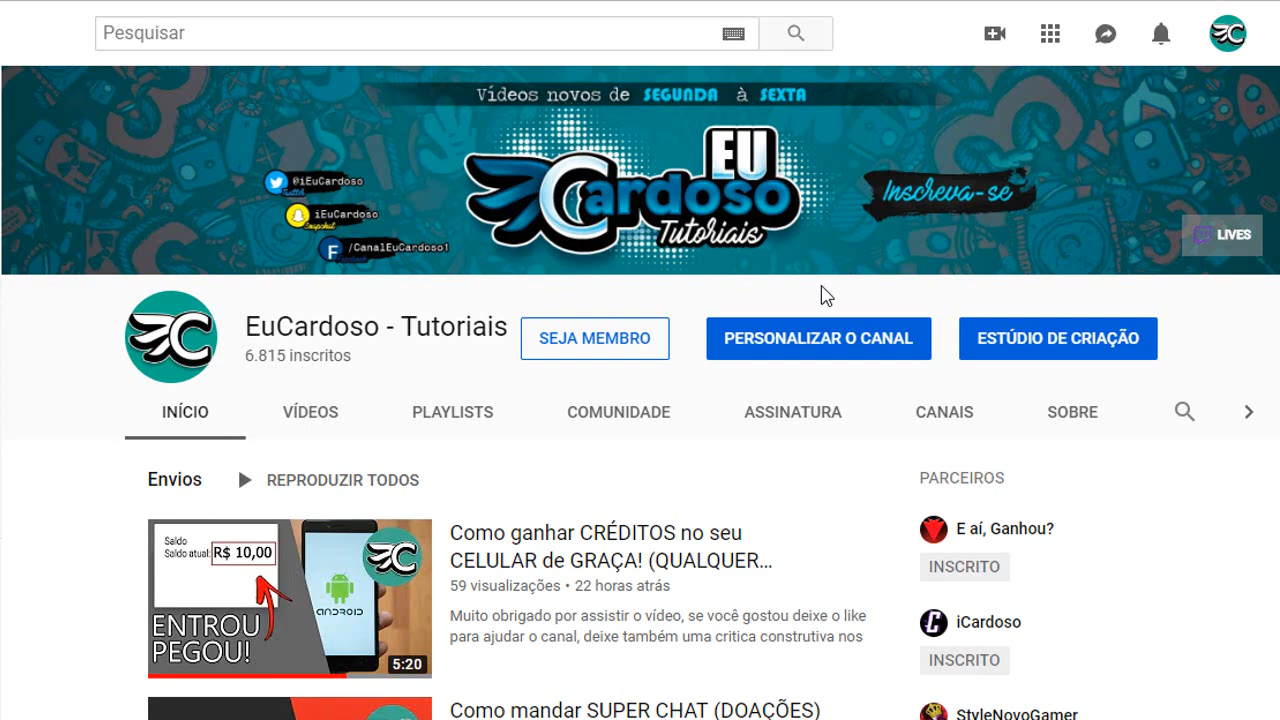 Pesquisar
Vídeos novos de SEGUNDA à SEXTA
@iEuCardoso
Twitter
iEuCardoso
Snapchat
/CanalEuCardoso1
Facebook
EU
Cardoso
Tutoriais
Inscreva-se
LIVES
EuCardoso - Tutoriais
6.815 inscritos
SEJA MEMBRO
PERSONALIZAR O CANAL
ESTÚDIO DE CRIAÇÃO
INÍCIO
VÍDEOS
PLAYLISTS
COMUNIDADE
ASSINATURA
CANAIS
SOBRE
Envios
REPRODUZIR TODOS
Saldo
Saldo atual: R$ 10,00
ANDROID
ENTROU
PEGOU!
5:20
Como ganhar CRÉDITOS no seu
CELULAR de GRAÇA! (QUALQUER...
59 visualizações • 22 horas atrás
Muito obrigado por assistir o vídeo, se você gostou deixe o like
para ajudar o canal, deixe também uma critica construtiva nos
Como mandar SUPER CHAT (DOAÇÕES)
PARCEIROS
E aí, Ganhou?
INSCRITO
iCardoso
INSCRITO
StyleNovoGamer